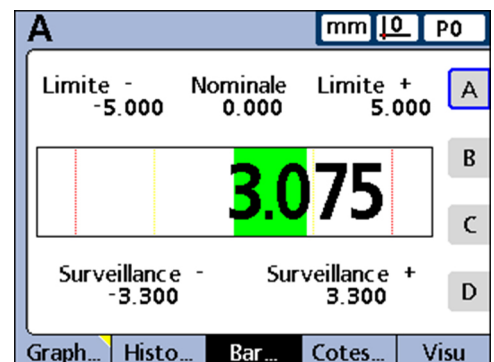 A mm 0 P0
Limite - Nominale Limite +
-5.000 0.000 5.000
A
3.075
B
C
Surveillance - Surveillance +
-3.300 3.300
D
Graph... Histo... Bar... Cotes... Visu